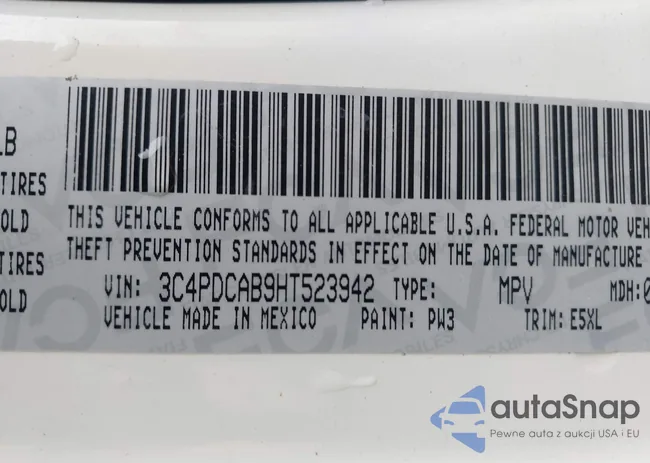 LB
TIRES
OLD
TIRES
OLD
THIS VEHICLE CONFORMS TO ALL APPLICABLE U.S.A. FEDERAL MOTOR VEH
THEFT PREVENTION STANDARDS IN EFFECT ON THE DATE OF MANUFACTURE
VIN: 3C4PDCAB9HT523942 TYPE: MPV MDH:0
VEHICLE MADE IN MEXICO PAINT: PW3 TRIM: E5XL
autoSnap
Pewne auta z aukcji USA i EU